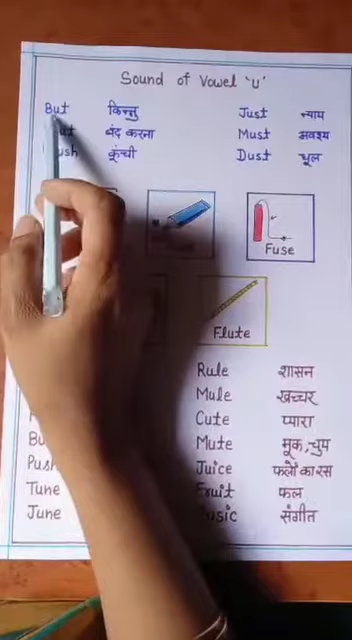 Sound of Vowel 'U'
But किन्तु Just न्याय
बंद करना Must अवश्य
कूंची Dust धूल
Fuse
Flute
Rule शासन
Mule खच्चर
Cute प्यारा
Mute मूक, चुप
Juice फलों का रस
Tune Fruit फल
June संगीत